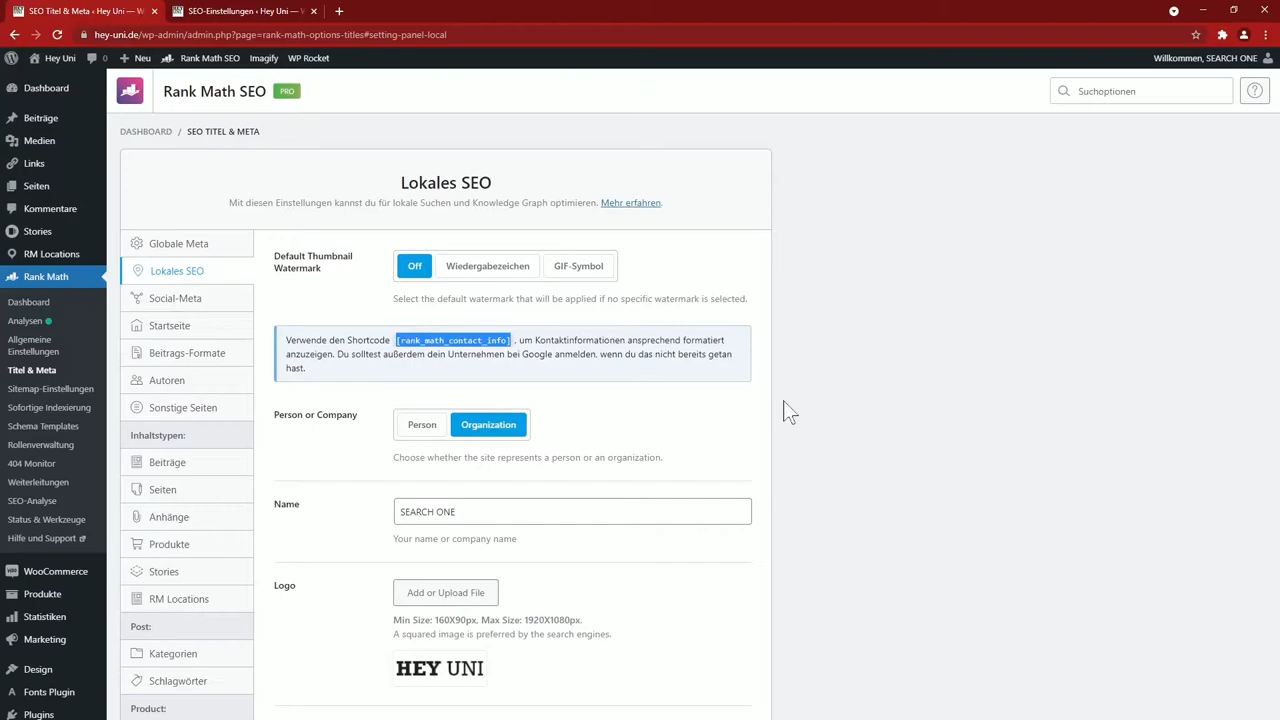 SEO Titel & Meta ‹ Hey Uni — W
SEO-Einstellungen ‹ Hey Uni — W
hey-uni.de/wp-admin/admin.php?page=rank-math-options-titles#setting-panel-local
Hey Uni
0
Neu
Rank Math SEO
Imagify
WP Rocket
Willkommen, SEARCH ONE
Dashboard
Beiträge
Medien
Links
Seiten
Kommentare
Stories
RM Locations
Rank Math
Dashboard
Analysen
Allgemeine
Einstellungen
Titel & Meta
Sitemap-Einstellungen
Sofortige Indexierung
Schema Templates
Rollenverwaltung
404 Monitor
Weiterleitungen
SEO-Analyse
Status & Werkzeuge
Hilfe und Support
WooCommerce
Produkte
Statistiken
Marketing
Design
Fonts Plugin
Plugins
Rank Math SEO
PRO
Suchoptionen
DASHBOARD / SEO TITEL & META
Lokales SEO
Mit diesen Einstellungen kannst du für lokale Suchen und Knowledge Graph optimieren. Mehr erfahren.
Globale Meta
Lokales SEO
Social-Meta
Startseite
Beitrags-Formate
Autoren
Sonstige Seiten
Inhaltstypen:
Beiträge
Seiten
Anhänge
Produkte
Stories
RM Locations
Post:
Kategorien
Schlagwörter
Product:
Default Thumbnail
Watermark
Off
Wiedergabezeichen
GIF-Symbol
Select the default watermark that will be applied if no specific watermark is selected.
Verwende den Shortcode [rank_math_contact_info] , um Kontaktinformationen ansprechend formatiert
anzuzeigen. Du solltest außerdem dein Unternehmen bei Google anmelden, wenn du das nicht bereits getan
hast.
Person or Company
Person
Organization
Choose whether the site represents a person or an organization.
Name
SEARCH ONE
Your name or company name
Logo
Add or Upload File
Min Size: 160X90px, Max Size: 1920X1080px.
A squared image is preferred by the search engines.
HEY UNI